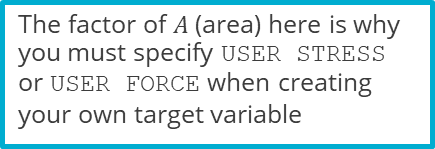 The factor of A (area) here is why
you must specify USER STRESS
or USER FORCE when creating
your own target variable